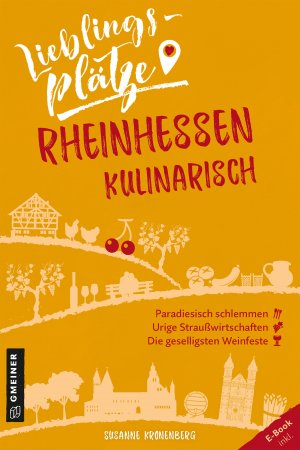 Lieblings-
plätze
RHEINHESSEN
KULINARISCH
Paradiesisch schlemmen
Urige Straußwirtschaften
Die geselligsten Weinfeste
GMEINER
SUSANNE KRONENBERG
E-Book
inkl.